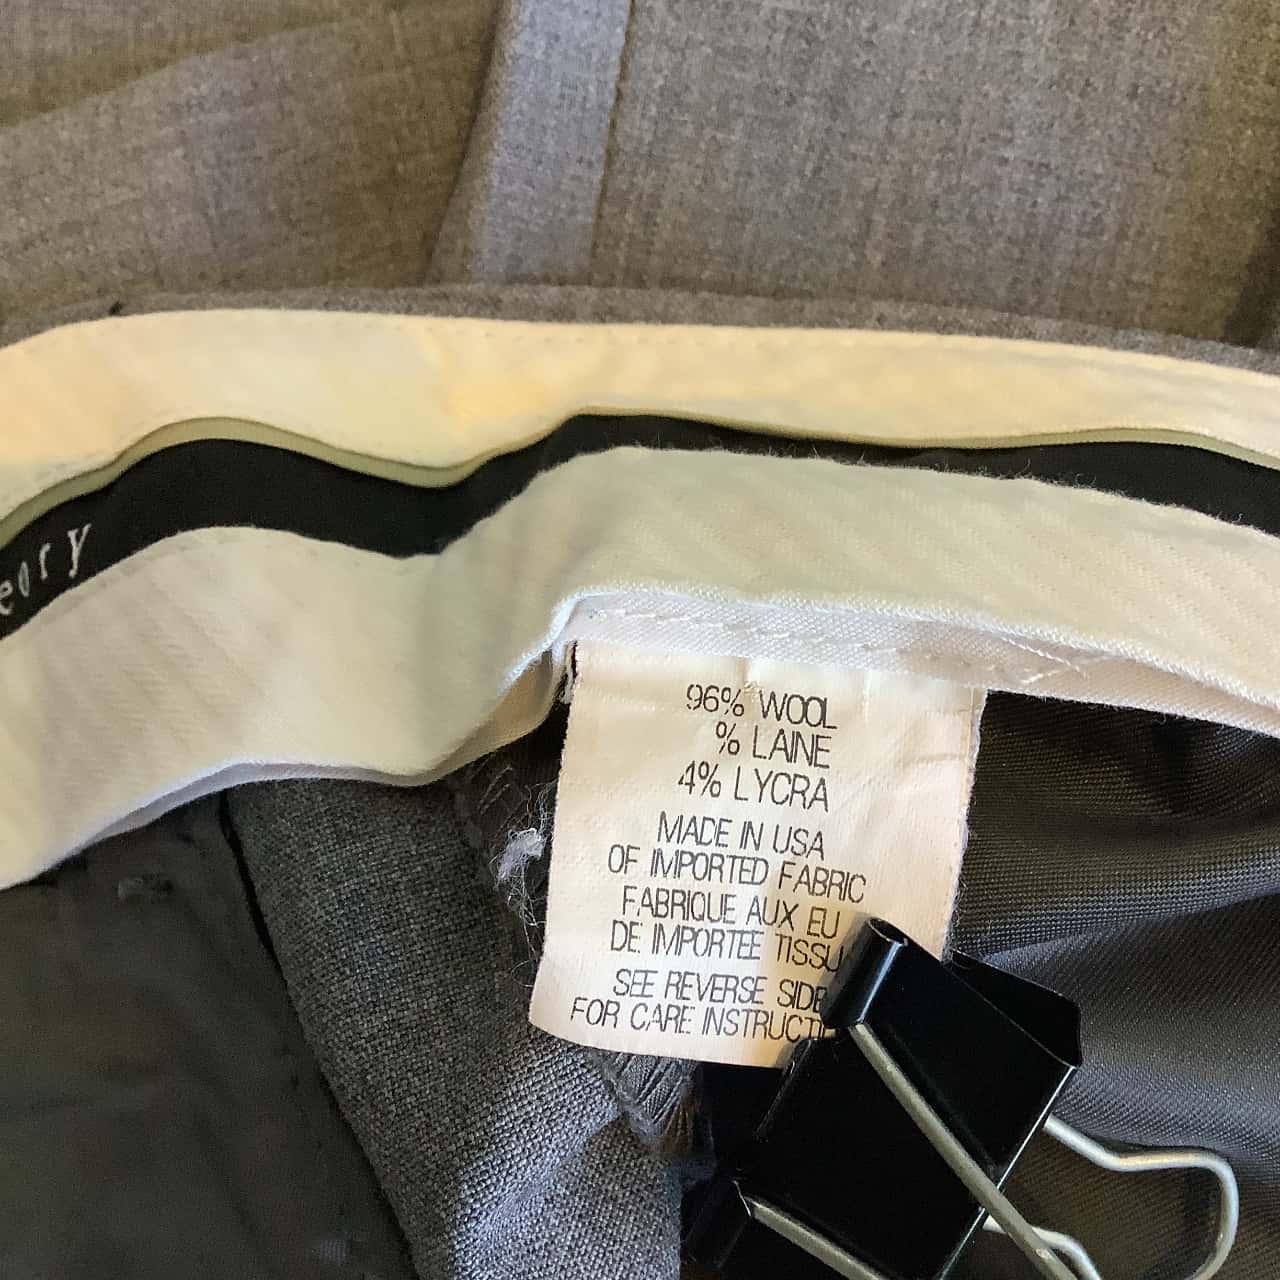 eory
96% WOOL
% LAINE
4% LYCRA
MADE IN USA
OF IMPORTED FABRIC
FABRIQUE AUX EU
DE IMPORTEE TISSU
SEE REVERSE SIDE
FOR CARE INSTRUCTI